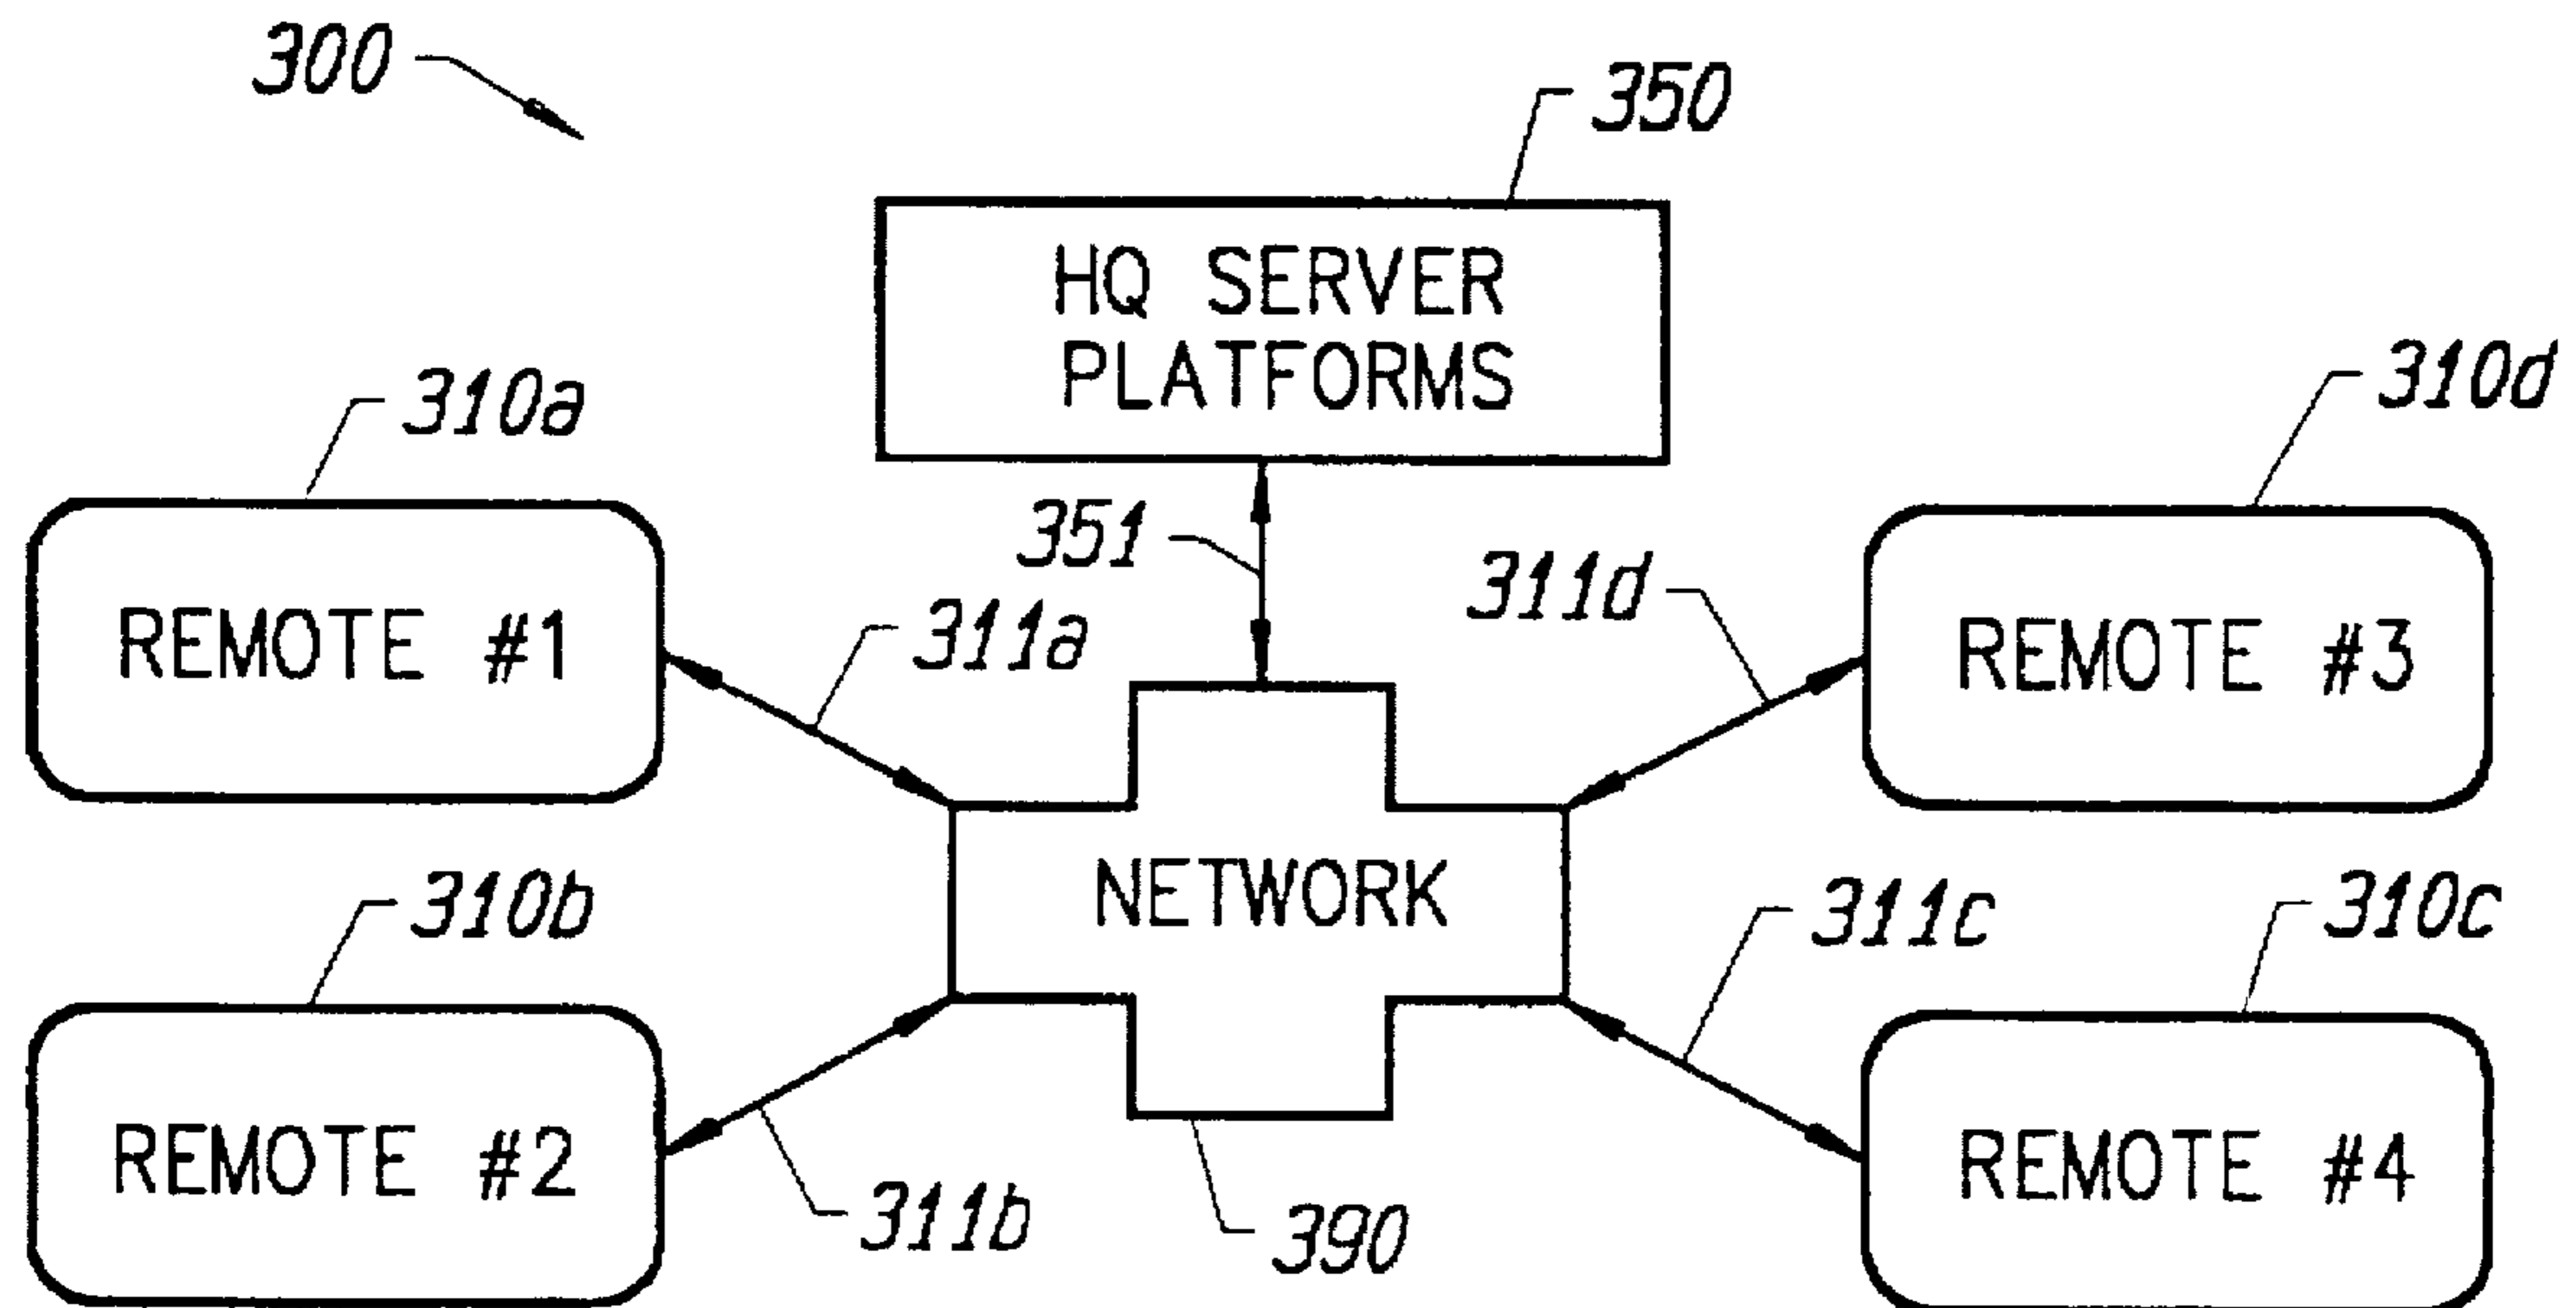 300
350
HQ SERVER
PLATFORMS
310a
310d
351
311a
311d
REMOTE #1
REMOTE #3
NETWORK
310b
311c
310c
REMOTE #2
REMOTE #4
311b
390